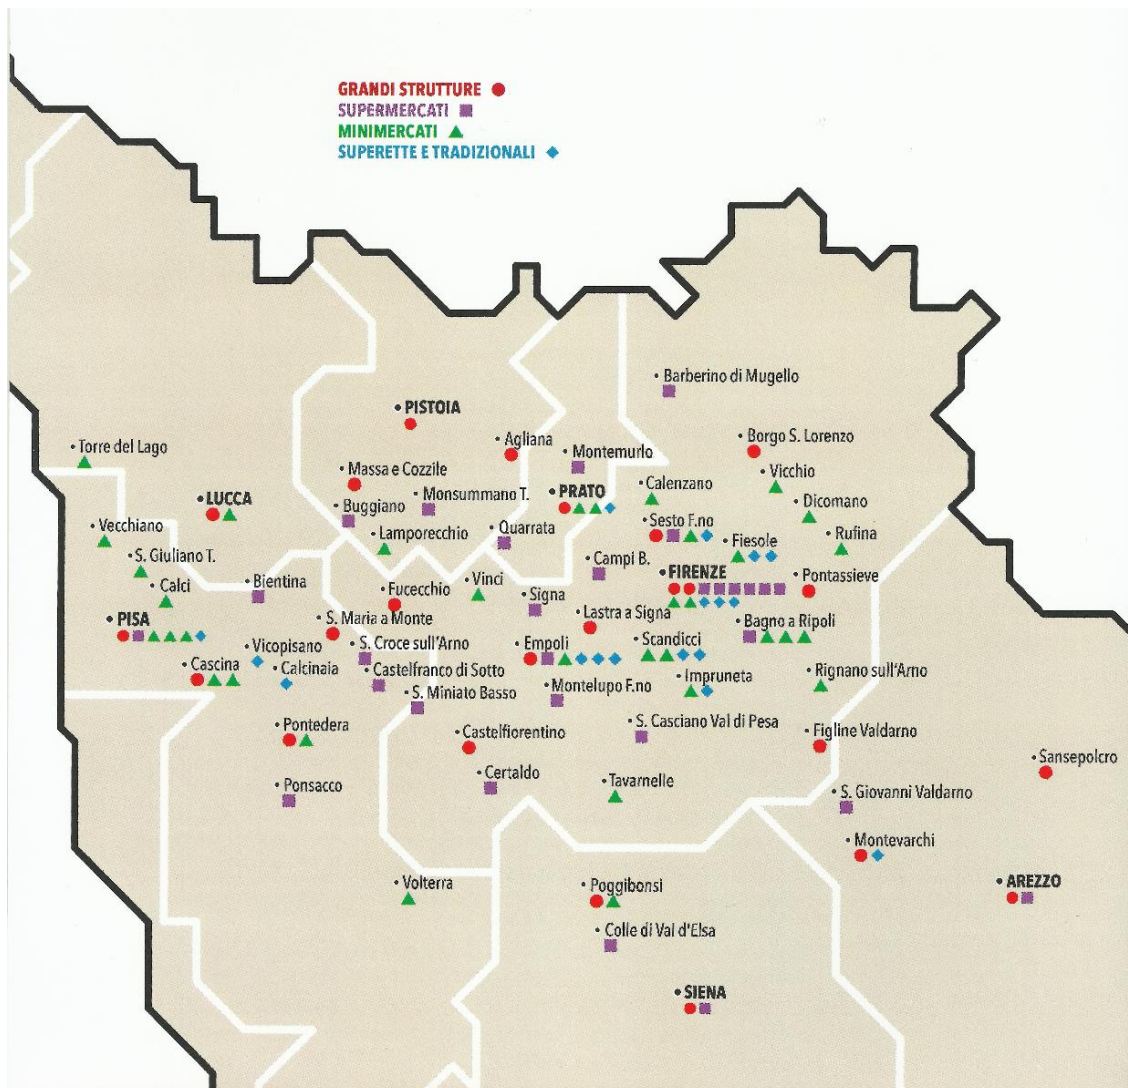 GRANDI STRUTTURE
SUPERMERCATI
MINIMERCATI
SUPERETTE E TRADIZIONALI
Barberino di Mugello
PISTOIA
Agliana
Borgo S. Lorenzo
Torre del Lago
Montemurlo
Massa e Cozzile
Vicchio
Calenzano
LUCCA
Monsummano T.
PRATO
Buggiano
Dicomano
Vecchiano
Quarrata
Sesto F.no
Lamporecchio
Fiesole
Rufina
S. Giuliano T.
Campi B.
Calci
Bientina
FIRENZE
Pontassieve
Fucecchio
Vinci
Signa
Lastra a Signa
PISA
S. Maria a Monte
Bagno a Ripoli
Vicopisano
S. Croce sull'Arno
Empoli
Scandicci
Cascina
Calcinaia
Castelfranco di Sotto
Impruneta
Rignano sull'Arno
S. Miniato Basso
Montelupo F.no
Pontedera
Castelfiorentino
S. Casciano Val di Pesa
Figline Valdarno
Sansepolcro
Ponsacco
Certaldo
Tavarnelle
S. Giovanni Valdarno
Montevarchi
Volterra
Poggibonsi
AREZZO
Colle di Val d'Elsa
SIENA